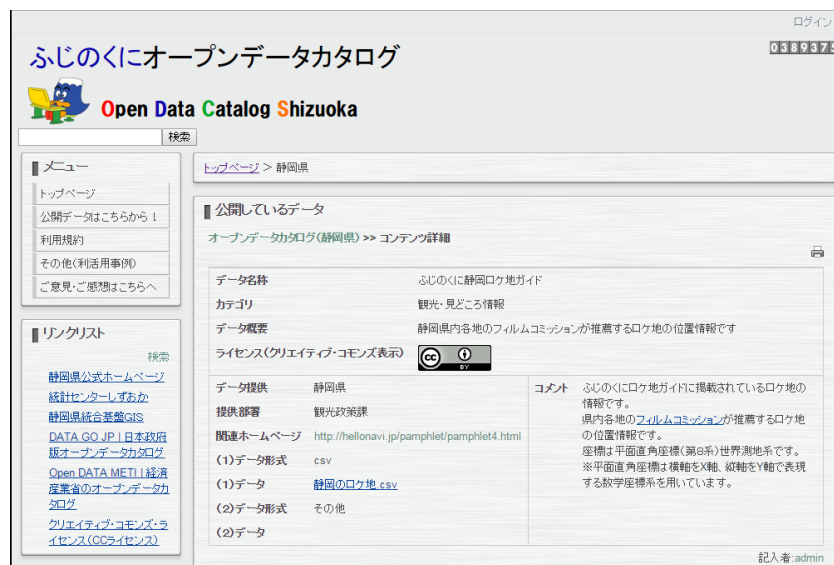 ログイン
ふじのくにオープンデータカタログ
0389375
Open Data Catalog Shizuoka
検索
メニュー
トップページ
公開データはこちらから！
利用規約
その他(利活用事例)
ご意見・ご感想はこちらへ
リンクリスト
検索
静岡県公式ホームページ
統計センターしずおか
静岡県統合基盤GIS
DATA GO JP | 日本政府
版オープンデータカタログ
Open DATA METI | 経済
産業省のオープンデータカ
タログ
クリエイティブ・コモンズ・ラ
イセンス(CCライセンス)
トップページ > 静岡県
公開しているデータ
オープンデータカタログ(静岡県) >> コンテンツ詳細
データ名称 ふじのくに静岡ロケ地ガイド
カテゴリ 観光・見どころ情報
データ概要 静岡県内各地のフィルムコミッションが推薦するロケ地の位置情報です
ライセンス(クリエイティブ・コモンズ表示) cc BY
データ提供 静岡県
提供部署 観光政策課
関連ホームページ http://hellonavi.jp/pamphlet/pamphlet4.html
(1)データ形式 csv
(1)データ 静岡のロケ地.csv
(2)データ形式 その他
(2)データ
コメント ふじのくにロケ地ガイドに掲載されているロケ地の
情報です。
県内各地のフィルムコミッションが推薦するロケ地
の位置情報です。
座標は平面直角座標(第8系)世界測地系です。
※平面直角座標は横軸をX軸、縦軸をY軸で表現
する数学座標系を用いています。
記入者:admin